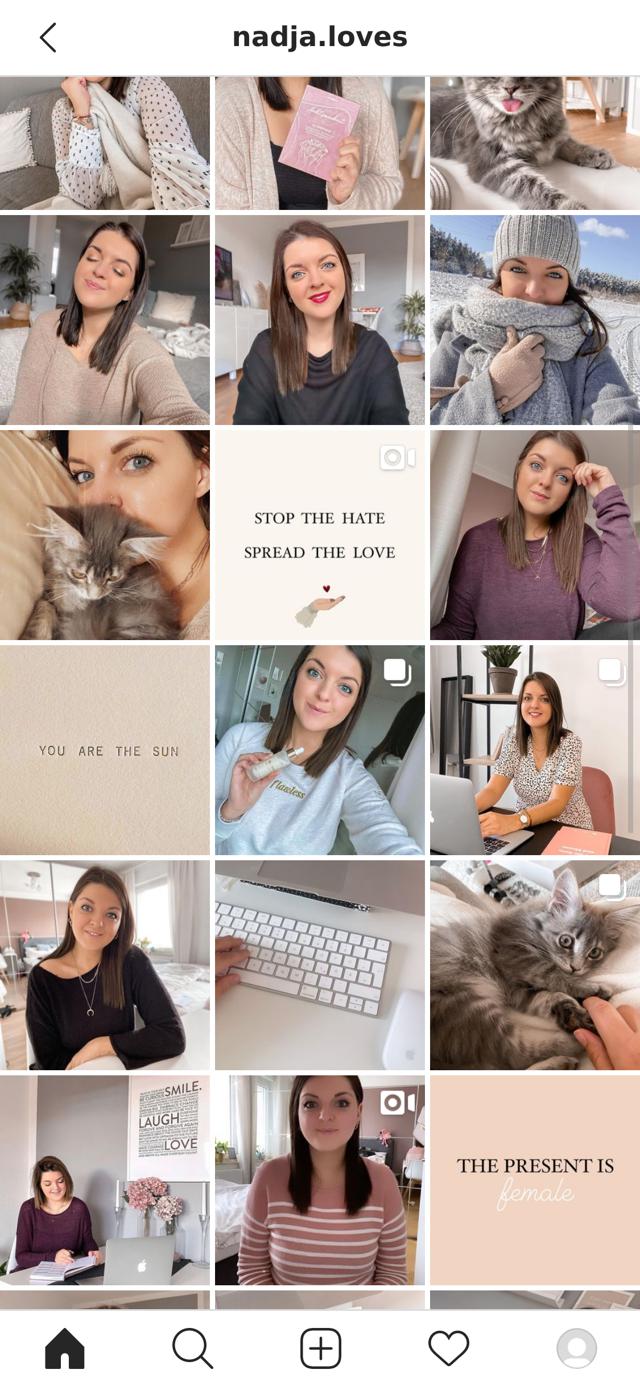 nadja.loves
STOP THE HATE
SPREAD THE LOVE
YOU ARE THE SUN
flawless
SMILE.
LAUGH
LOVE
THE PRESENT IS
female